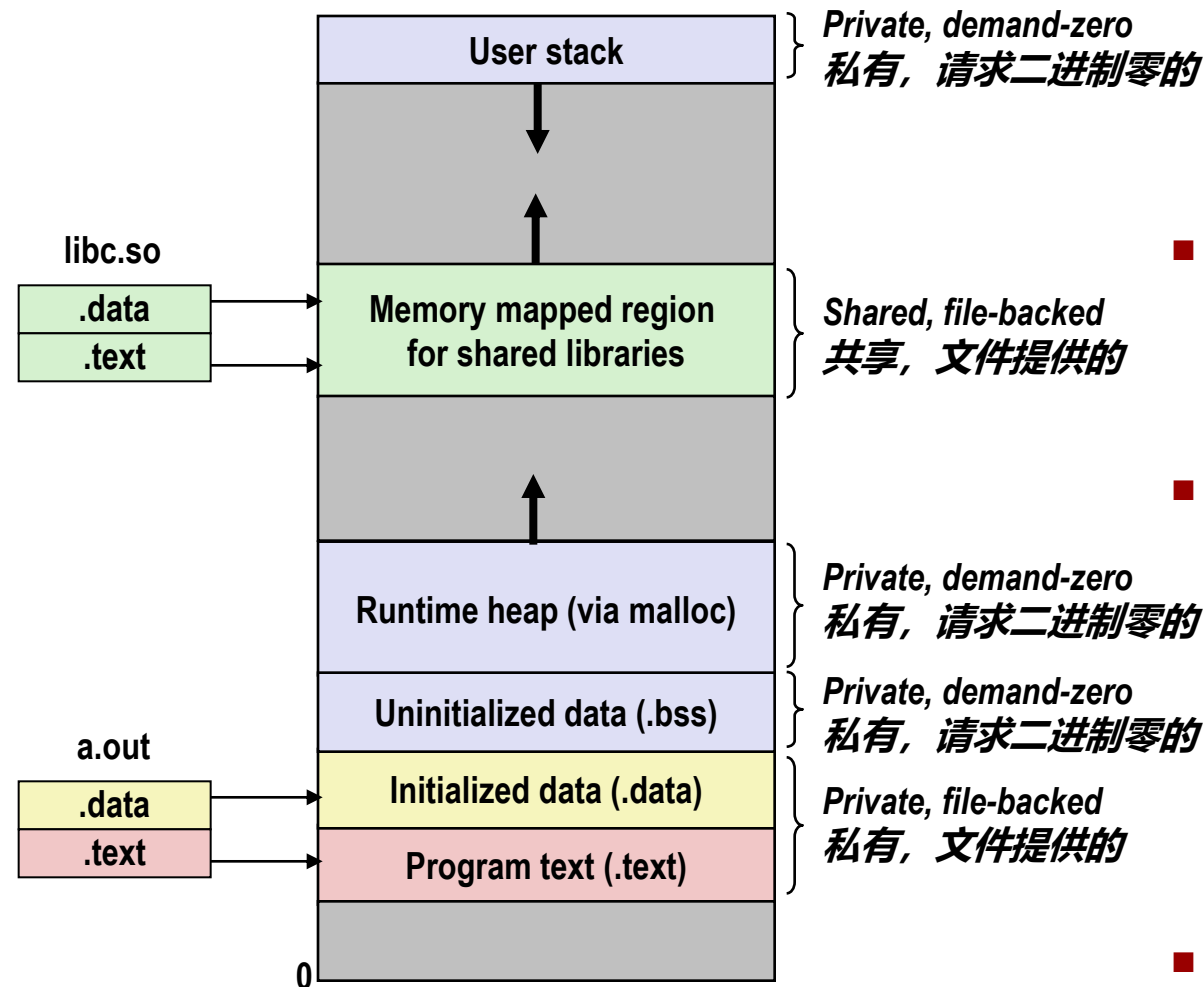 User stack
Private, demand-zero
私有，请求二进制零的
libc.so
.data
.text
Memory mapped region
for shared libraries
Shared, file-backed
共享，文件提供的
Runtime heap (via malloc)
Private, demand-zero
私有，请求二进制零的
Uninitialized data (.bss)
Private, demand-zero
私有，请求二进制零的
a.out
.data
.text
Initialized data (.data)
Program text (.text)
Private, file-backed
私有，文件提供的
0